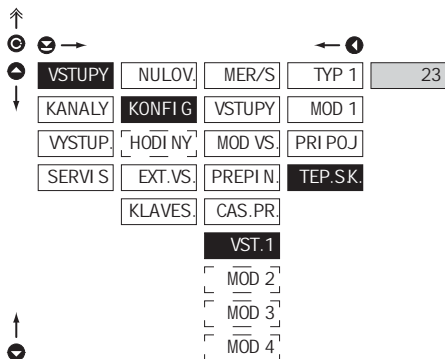 VSTUPY NULOV. MER/S TYP 1 23
KANALY KONFIG VSTUPY MOD 1
VYSTUP. HODINY MOD VS. PRIPOJ
SERVIS EXT.VS. PREPIN. TEP.S.K.
KLAVES. CAS.PR.
VST.1
MOD 2
MOD 3
MOD 4